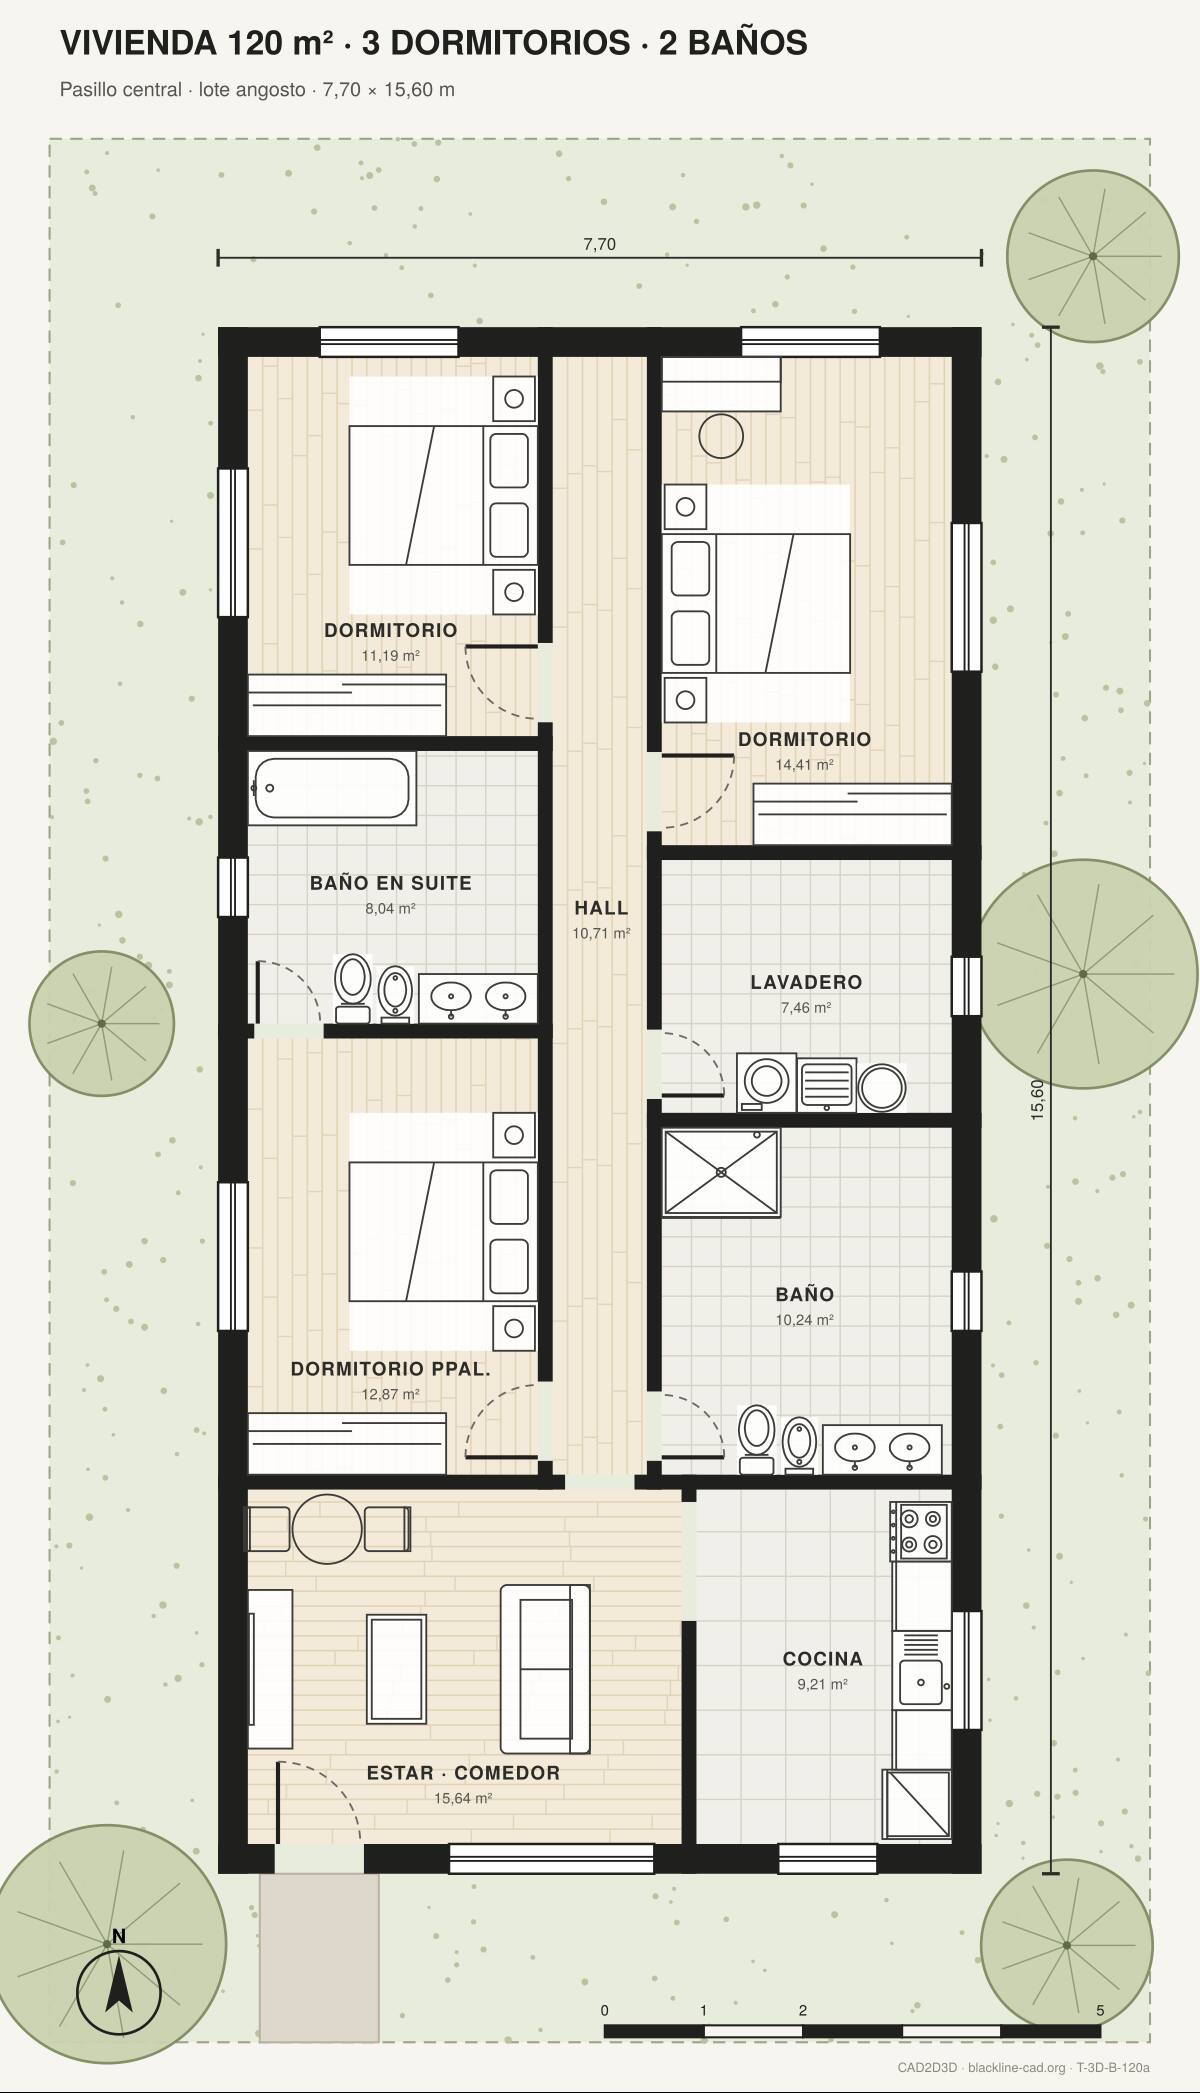 VIVIENDA 120 m² · 3 DORMITORIOS · 2 BAÑOS
Pasillo central · lote angosto · 7,70 × 15,60 m
7,70
DORMITORIO
11,19 m²
DORMITORIO
14,41 m²
BAÑO EN SUITE
8,04 m²
HALL
10,71 m²
LAVADERO
7,46 m²
15,60
BAÑO
10,24 m²
DORMITORIO PPAL.
12,87 m²
COCINA
9,21 m²
ESTAR · COMEDOR
15,64 m²
N
0 1 2 5
CAD2D3D · blackline-cad.org · T-3D-B-120a